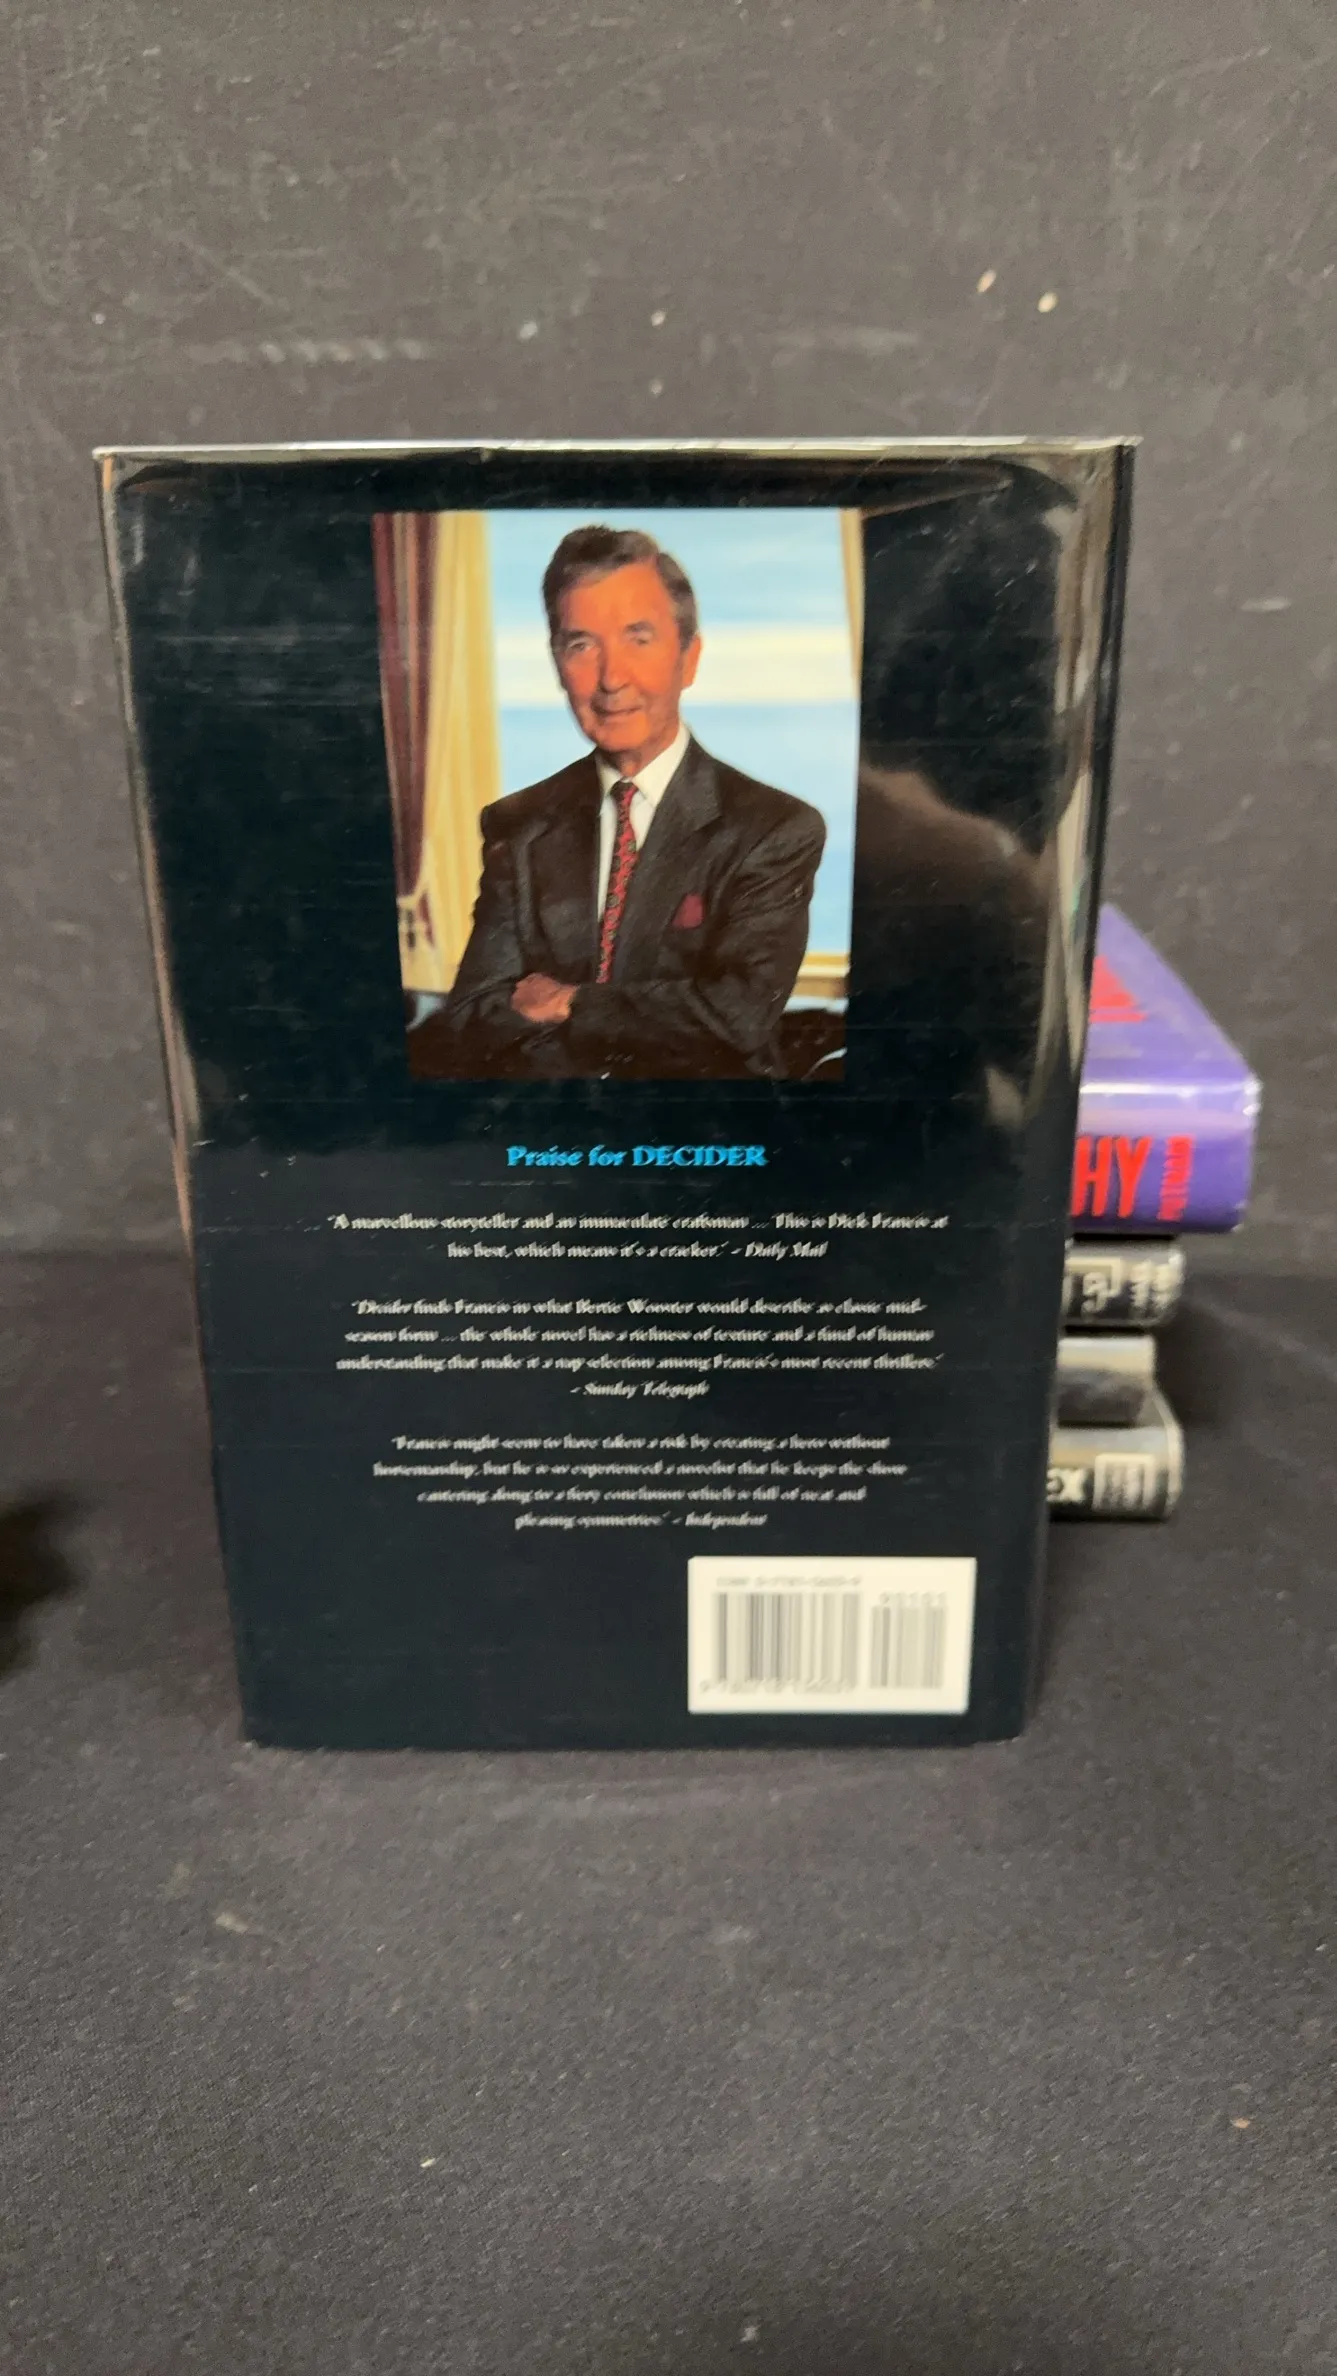 Praise for DECIDER
'A marvellous storyteller and an immaculate craftsman ... This is Dick Francis at
his best, which means it's a cracker.' – Daily Mail
'Decider finds Francis in what Bertie Wooster would describe as classic mid-
season form ... the whole novel has a richness of texture and a fund of human
understanding that make it a nap selection among Francis's most recent thrillers.'
– Sunday Telegraph
'Francis might seem to have taken a risk by creating a hero without
horsemanship, but he is so experienced a novelist that he keeps the show
cantering along to a fiery conclusion which is full of neat and
pleasing symmetries.' – Independent
HY